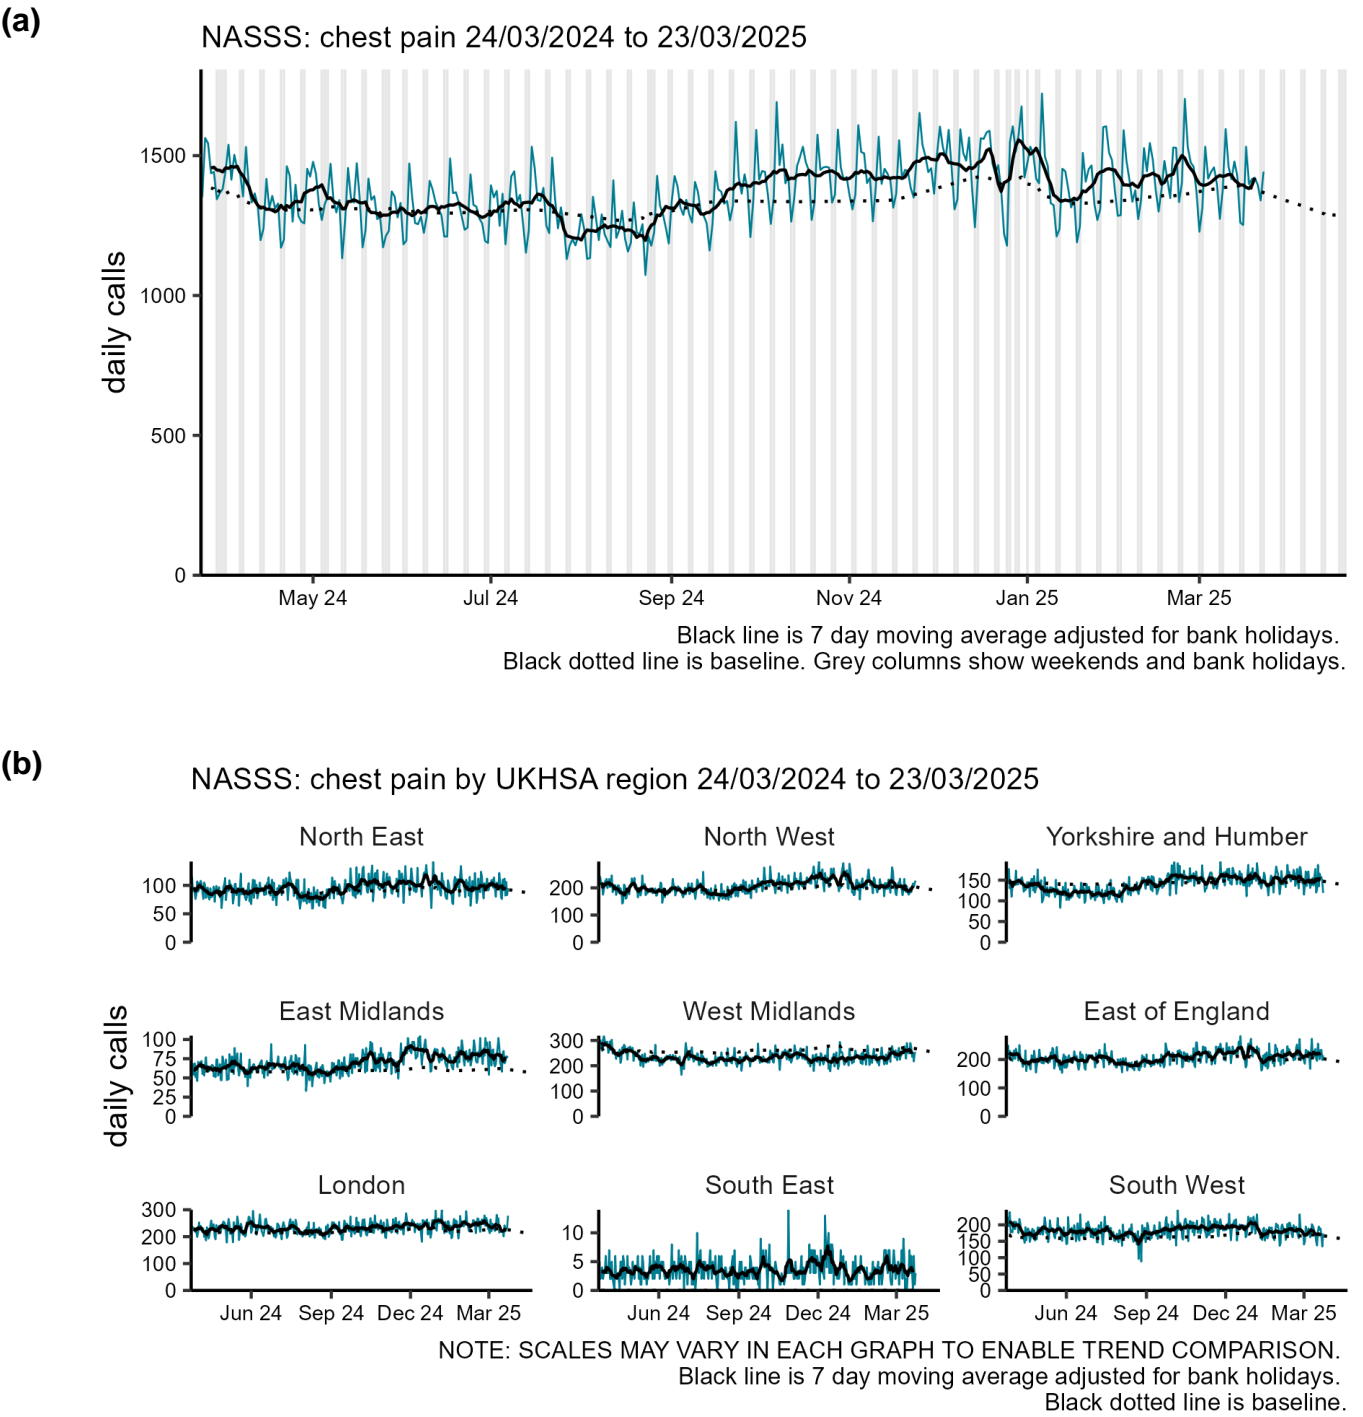 (a)
NASSS: chest pain 24/03/2024 to 23/03/2025
daily calls
1500
1000
500
0
May 24 Jul 24 Sep 24 Nov 24 Jan 25 Mar 25
Black line is 7 day moving average adjusted for bank holidays.
Black dotted line is baseline. Grey columns show weekends and bank holidays.
(b)
NASSS: chest pain by UKHSA region 24/03/2024 to 23/03/2025
daily calls
North East
100
50
0
North West
200
100
0
Yorkshire and Humber
150
100
50
0
East Midlands
100
75
50
25
0
West Midlands
300
200
100
0
East of England
200
100
0
London
300
200
100
0
Jun 24 Sep 24 Dec 24 Mar 25
South East
10
5
0
Jun 24 Sep 24 Dec 24 Mar 25
South West
200
150
100
50
0
Jun 24 Sep 24 Dec 24 Mar 25
NOTE: SCALES MAY VARY IN EACH GRAPH TO ENABLE TREND COMPARISON.
Black line is 7 day moving average adjusted for bank holidays.
Black dotted line is baseline.